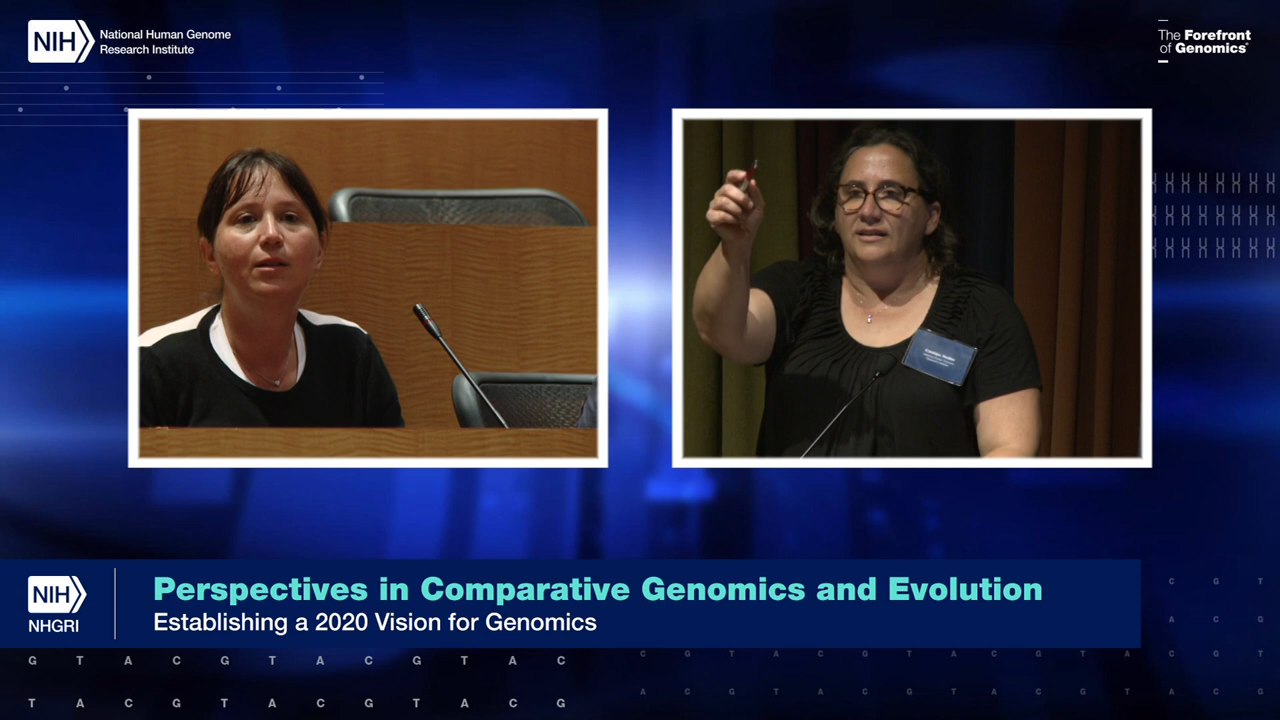 NIH
National Human Genome
Research Institute
The Forefront
of Genomics®
NIH
NHGRI
Perspectives in Comparative Genomics and Evolution
Establishing a 2020 Vision for Genomics
G T A C G T A C G T A C
T A C G T A C G T A C G
C G T
A C G
C G T A C G T A C G T A C G T
A C G T A C G T A C G T A C G